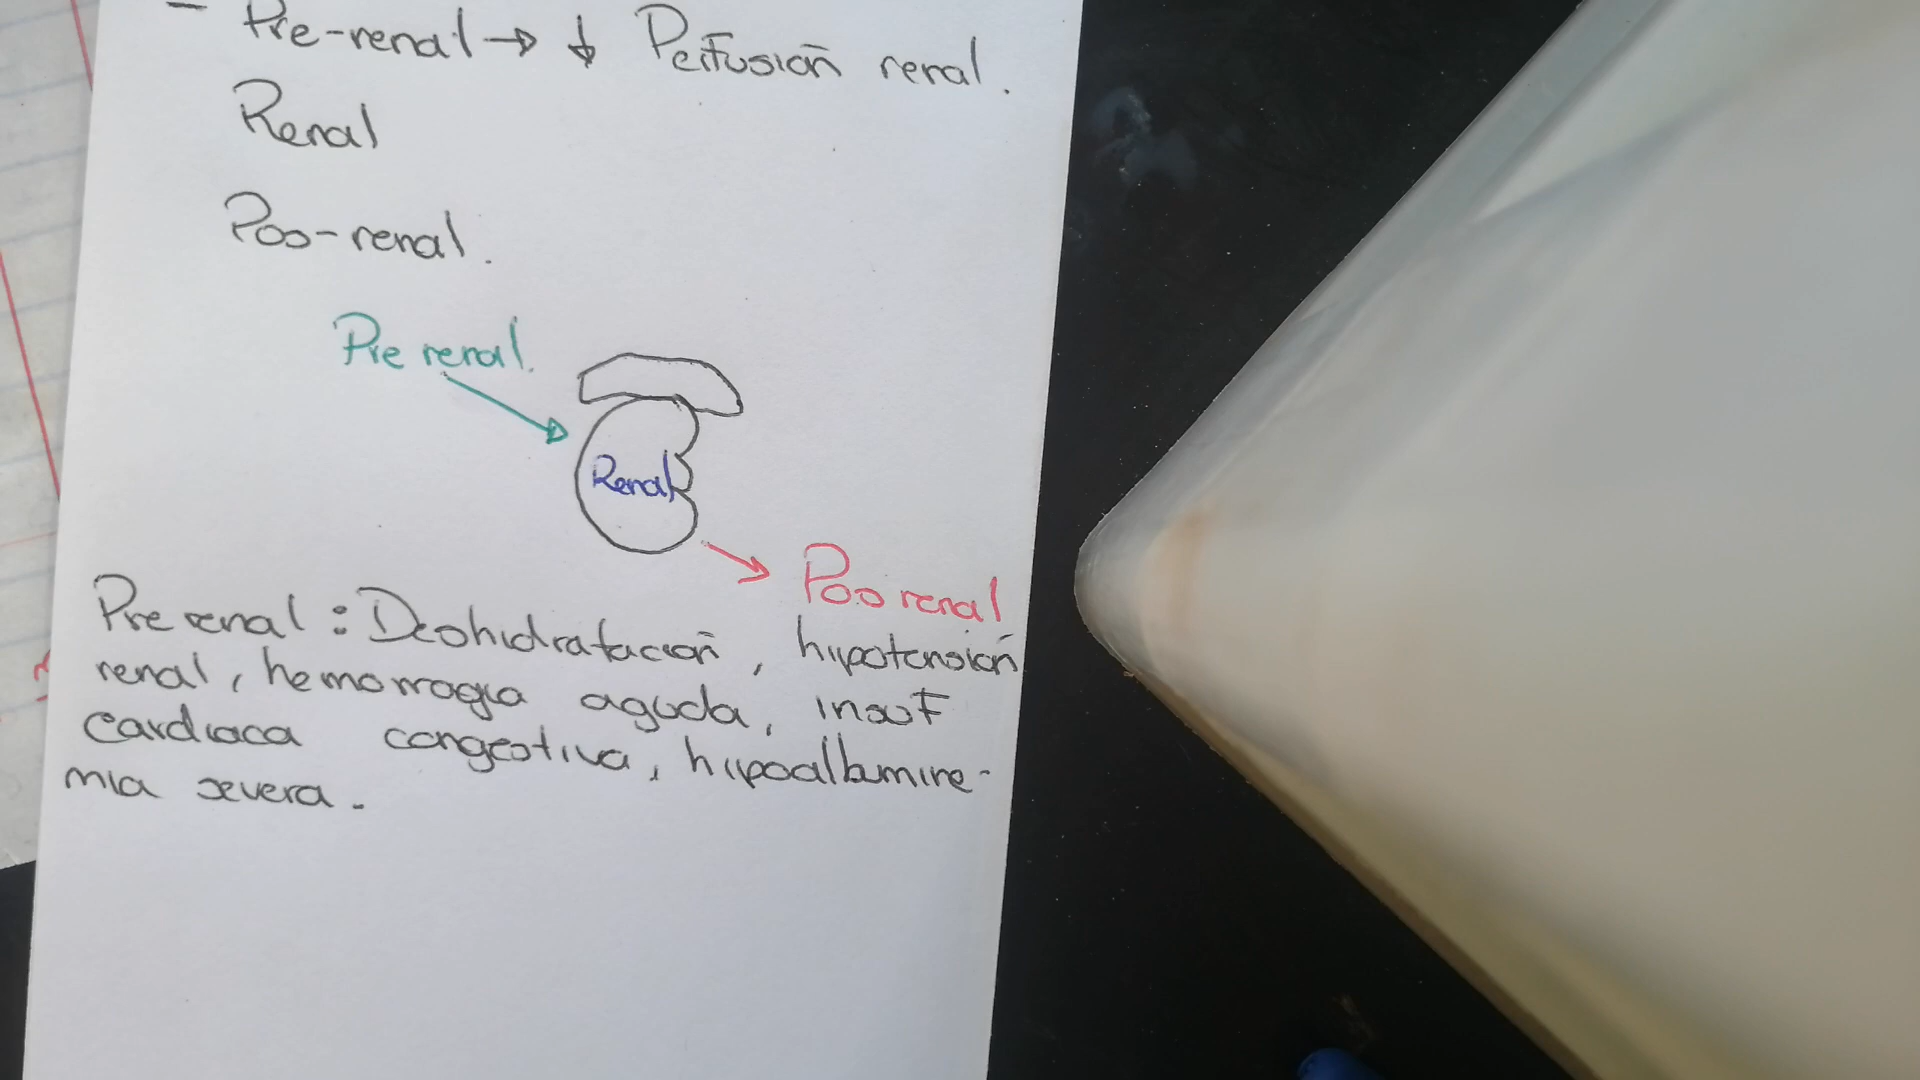 - Pre-renal → ↓ Perfusión renal.
Renal
Pos-renal.
Pre renal.
Renal
Pos renal
Pre renal : Deshidratación, hipotensión
renal, hemorragia aguda, insuf
cardiaca congestiva, hipoalbumine-
mia severa.